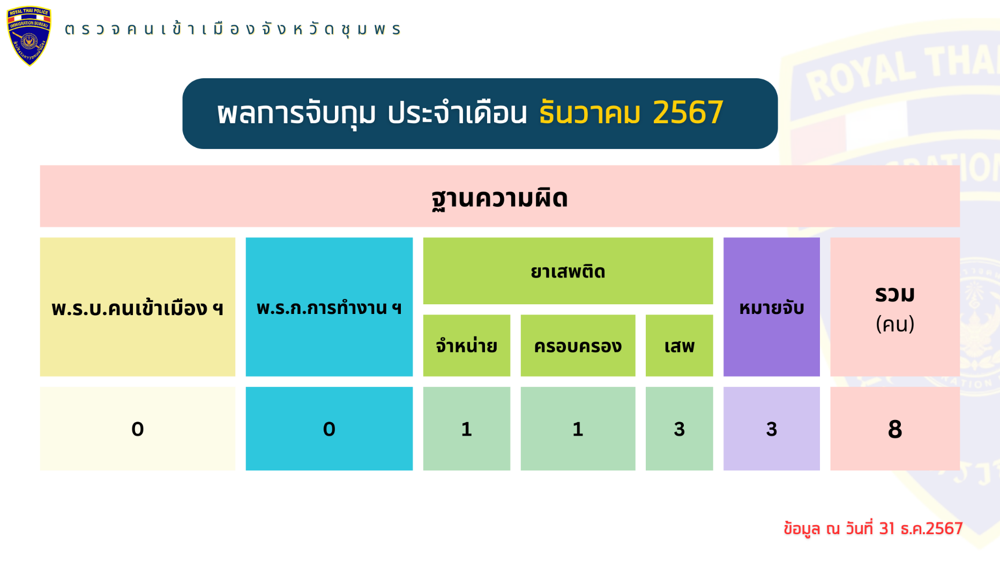 ROYAL THAI POLICE
IMMIGRATION BUREAU
ตรวจคนเข้าเมืองจังหวัดชุมพร
ผลการจับกุม ประจำเดือน ธันวาคม 2567
ฐานความผิด
พ.ร.บ.คนเข้าเมือง ฯ
พ.ร.ก.การทำงาน ฯ
ยาเสพติด
จำหน่าย
ครอบครอง
เสพ
หมายจับ
รวม
(คน)
0 0 1 1 3 3 8
ข้อมูล ณ วันที่ 31 ธ.ค.2567